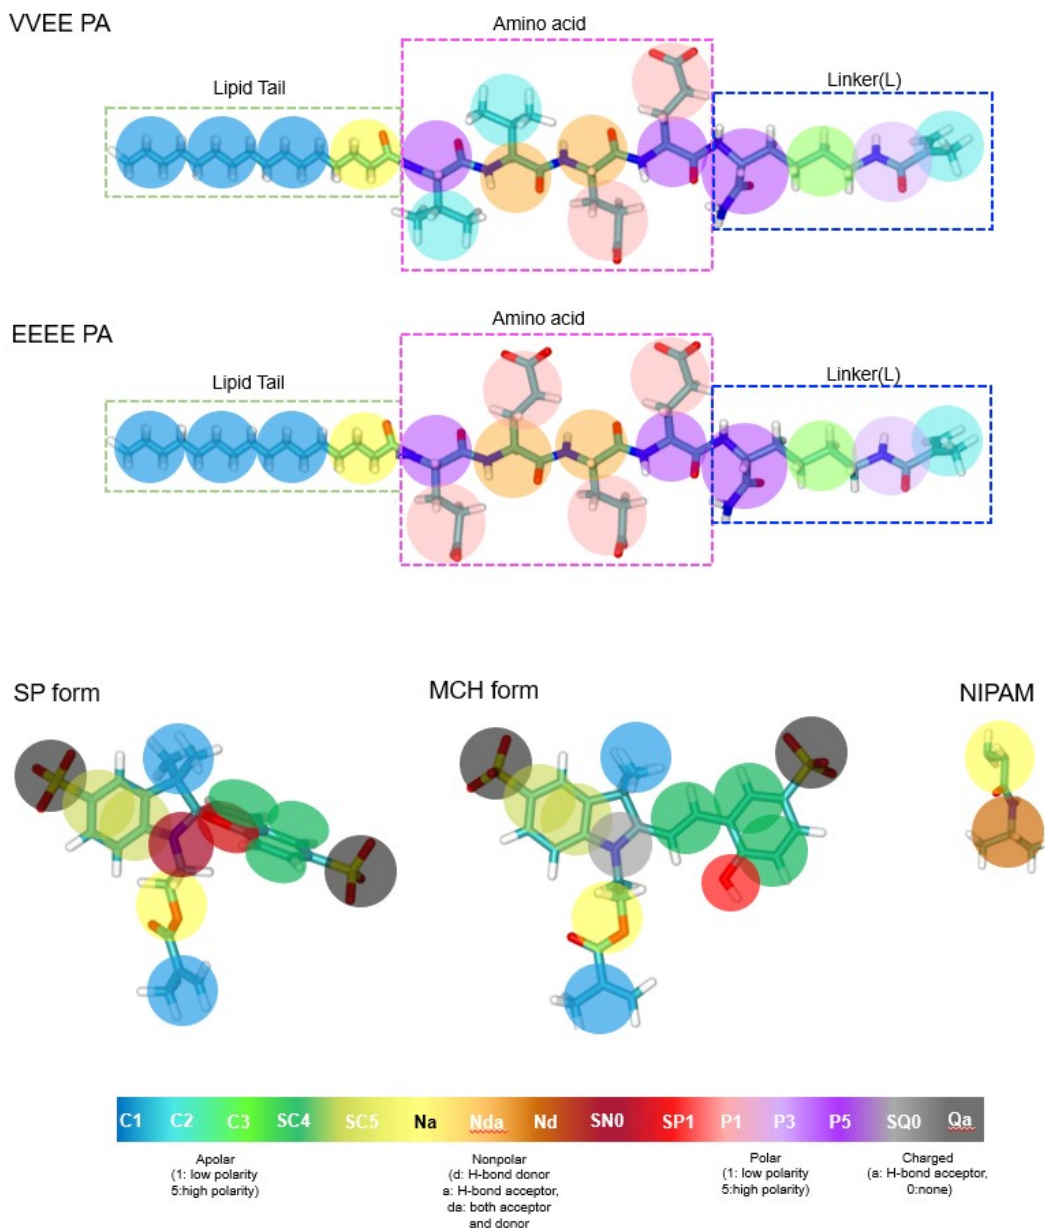 VVEE PA
Amino acid
Lipid Tail
Linker(L)
EEEE PA
Amino acid
Lipid Tail
Linker(L)
SP form
MCH form
NIPAM
C1 C2 C3 SC4 SC5 Na Nda Nd SN0 SP1 P1 P3 P5 SQ0 Qa
Apolar
(1: low polarity
5:high polarity)
Nonpolar
(d: H-bond donor
a: H-bond acceptor,
da: both acceptor
and donor
Polar
(1: low polarity
5:high polarity)
Charged
(a: H-bond acceptor,
0:none)